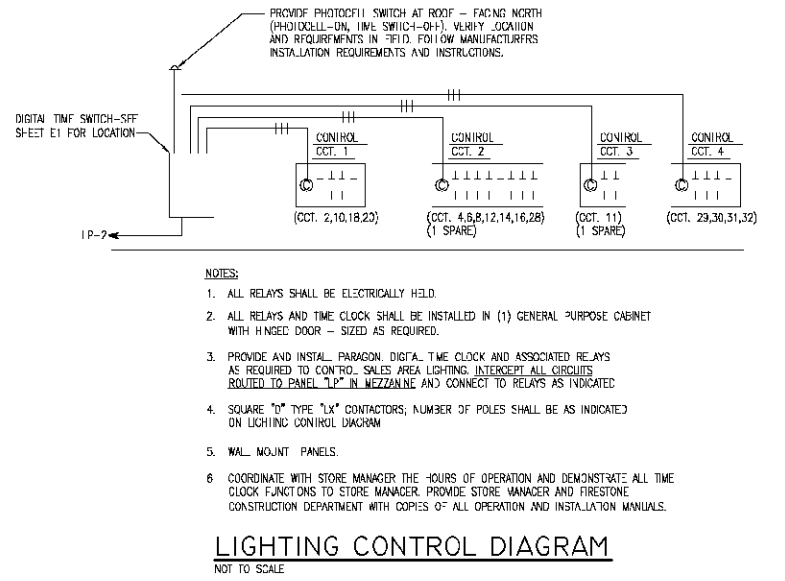 PROVIDE PHOTOCELL SWITCH AT ROOF – FACING NORTH
(PHOTOCELL-ON, TIME SWITCH-OFF). VERIFY LOCATION
AND REQUIREMENTS IN FIELD. FOLLOW MANUFACTURERS
INSTALLATION REQUIREMENTS AND INSTRUCTIONS.
DIGITAL TIME SWITCH-SEE
SHEET E1 FOR LOCATION
CONTROL
CCT. 1
CONTROL
CCT. 2
CONTROL
CCT. 3
CONTROL
CCT. 4
C
C
C
C
(CCT. 2,10,18,20)
(CCT. 4,6,8,12,14,16,28)
(1 SPARE)
(CCT. 11)
(1 SPARE)
(CCT. 29,30,31,32)
LP-2
NOTES:
1. ALL RELAYS SHALL BE ELECTRICALLY HELD.
2. ALL RELAYS AND TIME CLOCK SHALL BE INSTALLED IN (1) GENERAL PURPOSE CABINET
WITH HINGED DOOR – SIZED AS REQUIRED.
3. PROVIDE AND INSTALL PARAGON. DIGITAL TIME CLOCK AND ASSOCIATED RELAYS
AS REQUIRED TO CONTROL SALES AREA LIGHTING. INTERCEPT ALL CIRCUITS
ROUTED TO PANEL "LP" IN MEZZANINE AND CONNECT TO RELAYS AS INDICATED
4. SQUARE "D" TYPE "LX" CONTACTORS; NUMBER OF POLES SHALL BE AS INDICATED
ON LIGHTING CONTROL DIAGRAM
5. WALL MOUNT PANELS.
6 COORDINATE WITH STORE MANAGER THE HOURS OF OPERATION AND DEMONSTRATE ALL TIME
CLOCK FUNCTIONS TO STORE MANAGER. PROVIDE STORE MANAGER AND FIRESTONE
CONSTRUCTION DEPARTMENT WITH COPIES OF ALL OPERATION AND INSTALLATION MANUALS.
LIGHTING CONTROL DIAGRAM
NOT TO SCALE